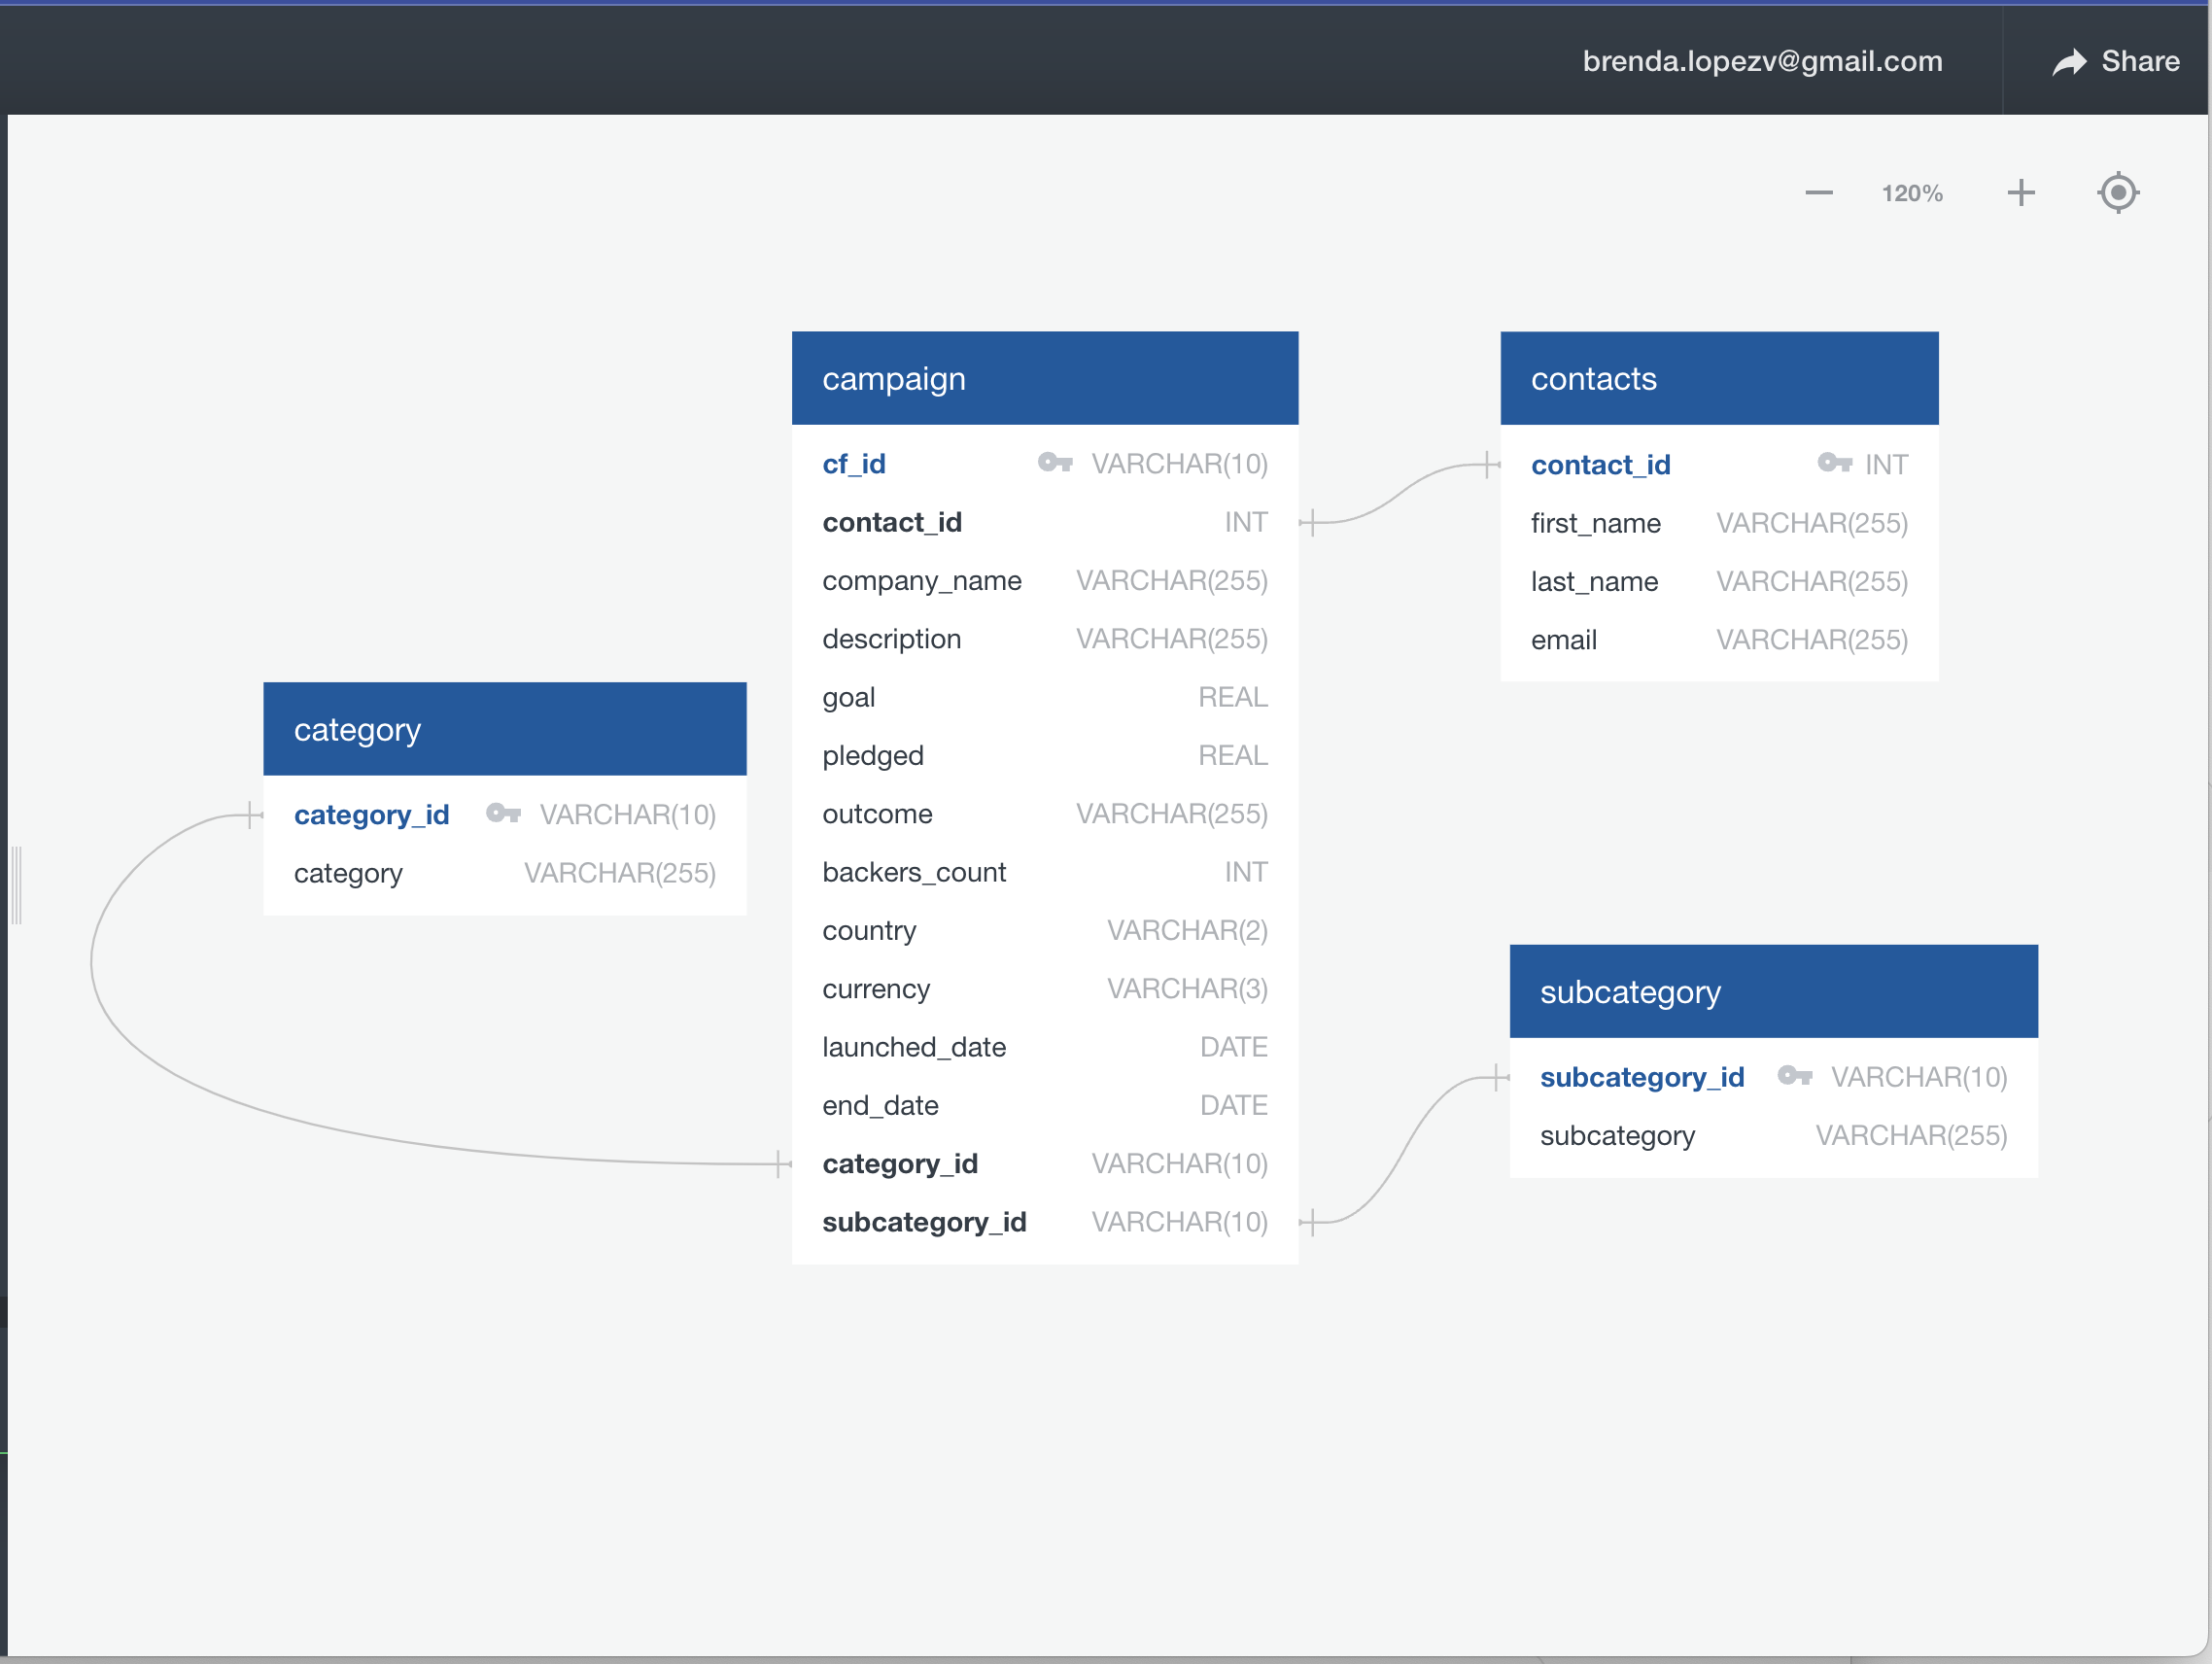 brenda.lopezv@gmail.com
Share
120%
campaign
cf_id VARCHAR(10)
contact_id INT
company_name VARCHAR(255)
description VARCHAR(255)
goal REAL
pledged REAL
outcome VARCHAR(255)
backers_count INT
country VARCHAR(2)
currency VARCHAR(3)
launched_date DATE
end_date DATE
category_id VARCHAR(10)
subcategory_id VARCHAR(10)
contacts
contact_id INT
first_name VARCHAR(255)
last_name VARCHAR(255)
email VARCHAR(255)
category
category_id VARCHAR(10)
category VARCHAR(255)
subcategory
subcategory_id VARCHAR(10)
subcategory VARCHAR(255)